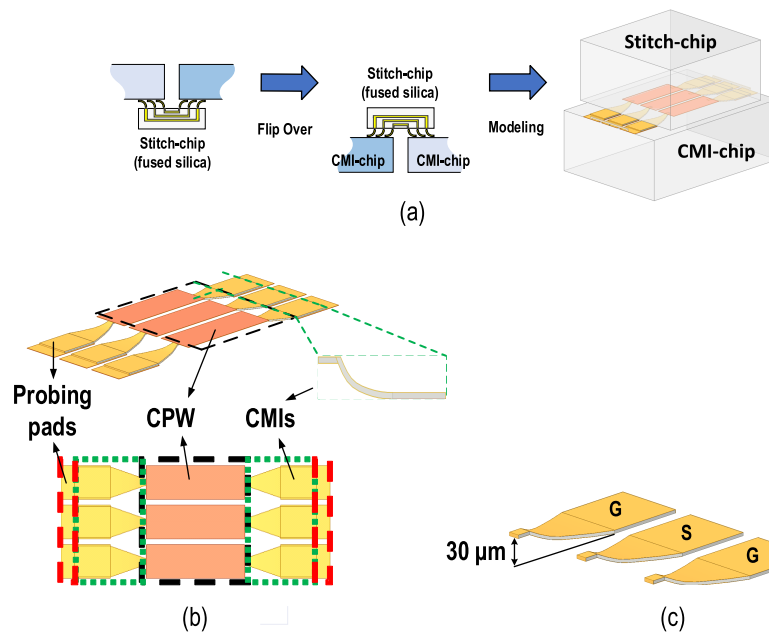 Stitch-chip
(fused silica)
Flip Over
Stitch-chip
(fused silica)
CMI-chip
CMI-chip
Modeling
Stitch-chip
CMI-chip
(a)
Probing
pads
CPW
CMIs
(b)
G
S
G
30 µm
(c)